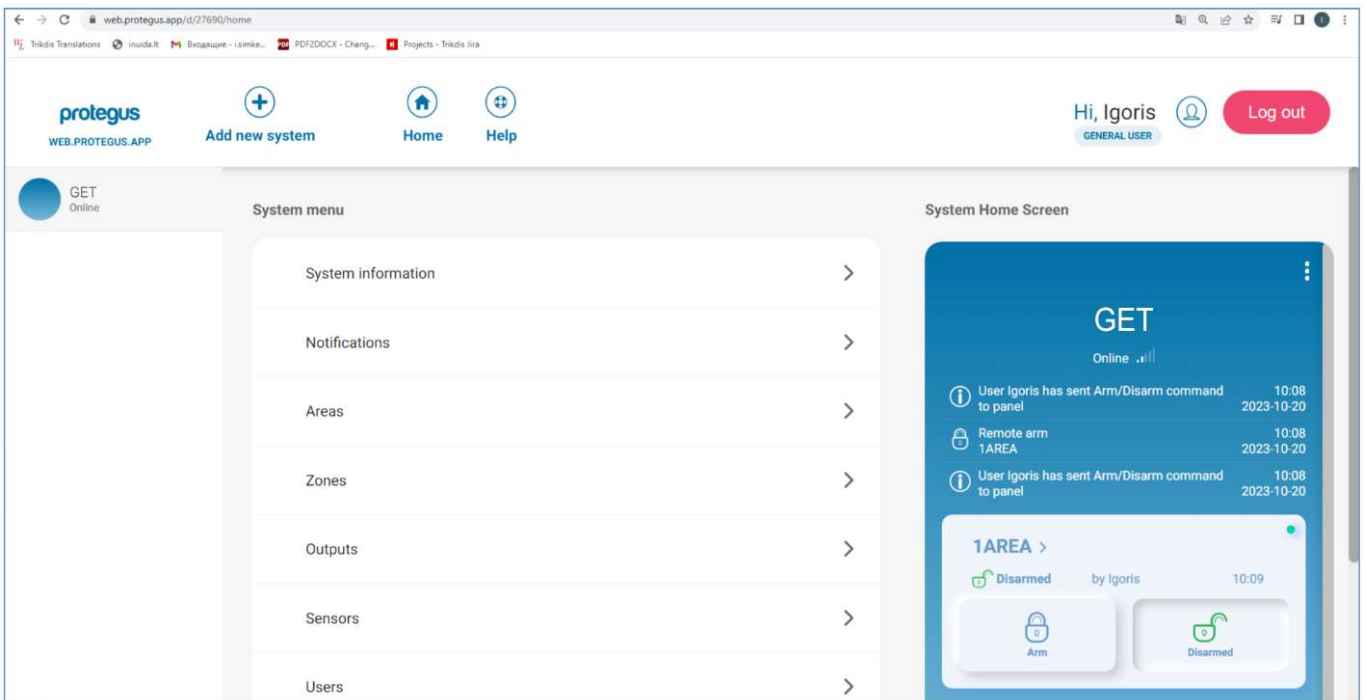 web.protegus.app/d/27690/home
Trikdis Translations inuida.lt Входящие - i.simke... PDF2DOCX - Chang... Projects - Trikdis Jira
protegus
WEB.PROTEGUS.APP
Add new system
Home
Help
Hi, Igoris
GENERAL USER
Log out
GET
Online
System menu
System information
Notifications
Areas
Zones
Outputs
Sensors
Users
System Home Screen
GET
Online
User Igoris has sent Arm/Disarm command 10:08
to panel 2023-10-20
Remote arm 10:08
1AREA 2023-10-20
User Igoris has sent Arm/Disarm command 10:08
to panel 2023-10-20
1AREA >
Disarmed by Igoris 10:09
Arm
Disarmed